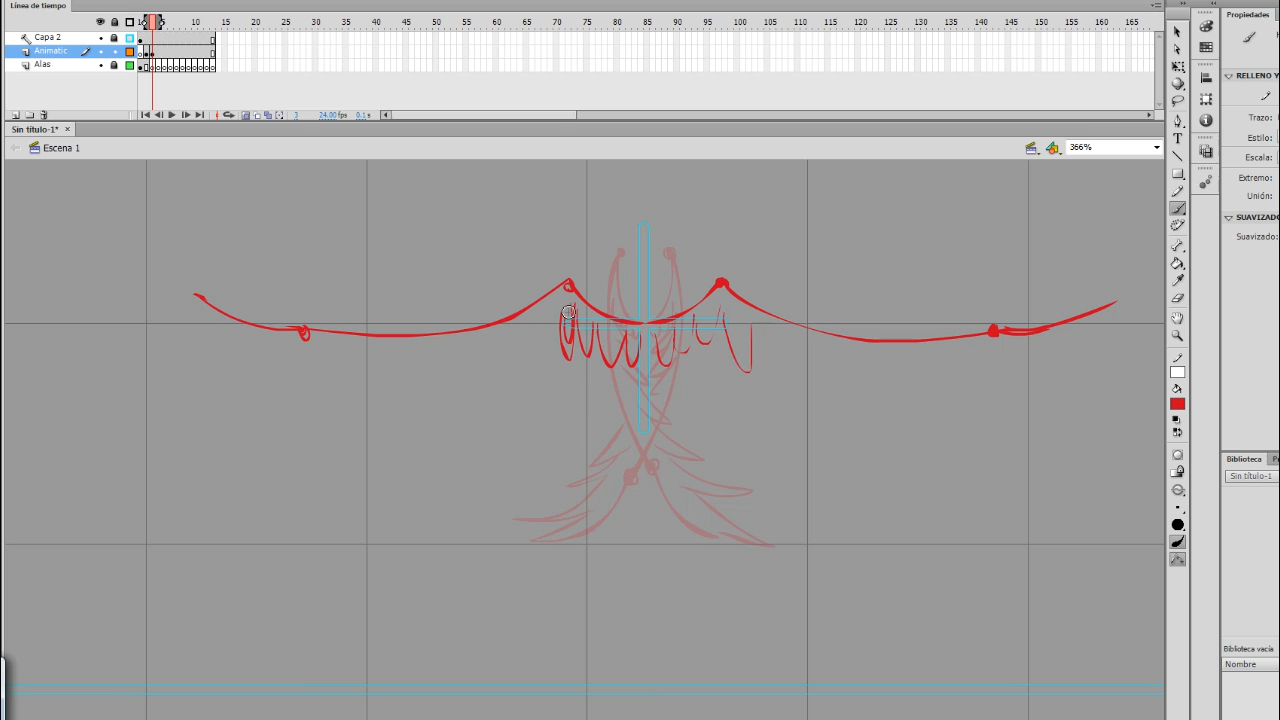 Línea de tiempo
Propiedades
5 10 15 20 25 30 35 40 45 50 55 60 65 70 75 80 85 90 95 100 105 110 115 120 125 130 135 140 145 150 155 160 165
Capa 2
Animatic
Alas
RELLENO Y
Trazo:
3 24.00 fps 0.1 s
Sin título-1*
Estilo:
Escena 1
366%
Escala:
Extremo:
Unión:
SUAVIZADO
Suavizado:
Biblioteca
Sin título-1
Biblioteca vacía
Nombre